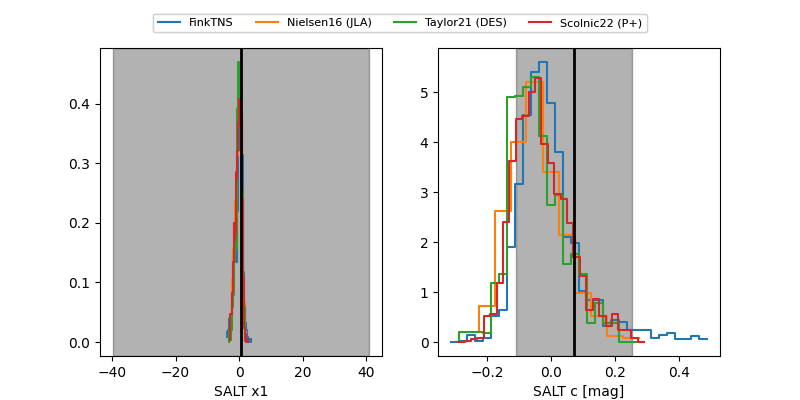 FinkTNS Nielsen16 (JLA) Taylor21 (DES) Scolnic22 (P+)
0.4
0.3
0.2
0.1
0.0
−40 −20 0 20 40
SALT x1
5
4
3
2
1
0
−0.2 0.0 0.2 0.4
SALT c [mag]